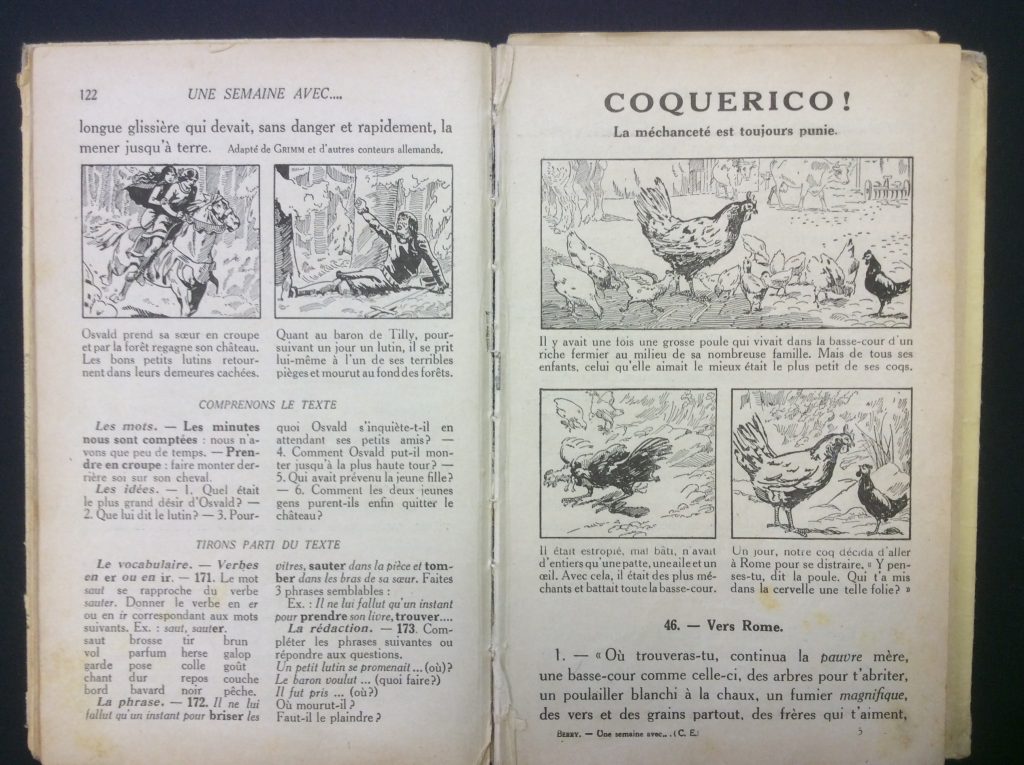 122 UNE SEMAINE AVEC....
longue glissière qui devait, sans danger et rapidement, la
mener jusqu'à terre. Adapté de GRIMM et d'autres conteurs allemands.
Osvald prend sa sœur en croupe
et par la forêt regagne son château.
Les bons petits lutins retour-
nent dans leurs demeures cachées.
Quant au baron de Tilly, pour-
suivant un jour un lutin, il se prit
lui-même à l'un de ses terribles
pièges et mourut au fond des forêts.
COMPRENONS LE TEXTE
Les mots. — Les minutes
nous sont comptées : nous n'a-
vons que peu de temps. — Pren-
dre en croupe : faire monter der-
rière soi sur son cheval.
Les idées. — 1. Quel était
le plus grand désir d'Osvald ? —
2. Que lui dit le lutin ? — 3. Pour-
quoi Osvald s'inquiète-t-il en
attendant ses petits amis ? —
4. Comment Osvald put-il mon-
ter jusqu'à la plus haute tour ? —
5. Qui avait prévenu la jeune fille ?
— 6. Comment les deux jeunes
gens purent-ils enfin quitter le
château ?
TIRONS PARTI DU TEXTE
Le vocabulaire. — Verbes
en er ou en ir. — 171. Le mot
saut se rapproche du verbe
sauter. Donner le verbe en er
ou en ir correspondant aux mots
suivants. Ex. : saut, sauter.
saut brosse tir brun
vol parfum herse galop
garde pose colle goût
chant dur repos couche
bord bavard noir pêche.
La phrase. — 172. Il ne lui
fallut qu'un instant pour briser les
vitres, sauter dans la pièce et tom-
ber dans les bras de sa sœur. Faites
3 phrases semblables :
Ex. : Il ne lui fallut qu'un instant
pour prendre son livre, trouver....
La rédaction. — 173. Com-
pléter les phrases suivantes ou
répondre aux questions.
Un petit lutin se promenait ... (où) ?
Le baron voulut ... (quoi faire ?)
Il fut pris ... (où ?)
Où mourut-il ?
Faut-il le plaindre ?
COQUERICO !
La méchanceté est toujours punie.
Il y avait une fois une grosse poule qui vivait dans la basse-cour d'un
riche fermier au milieu de sa nombreuse famille. Mais de tous ses
enfants, celui qu'elle aimait le mieux était le plus petit de ses coqs.
Il était estropié, mal bâti, n'avait
d'entiers qu'une patte, une aile et un
œil. Avec cela, il était des plus mé-
chants et battait toute la basse-cour.
Un jour, notre coq décida d'aller
à Rome pour se distraire. « Y pen-
ses-tu, dit la poule. Qui t'a mis
dans la cervelle une telle folie ? »
46. — Vers Rome.
1. — « Où trouveras-tu, continua la pauvre mère,
une basse-cour comme celle-ci, des arbres pour t'abriter,
un poulailler blanchi à la chaux, un fumier magnifique,
des vers et des grains partout, des frères qui t'aiment,
BERRY. — Une semaine avec... (C. E.) 5